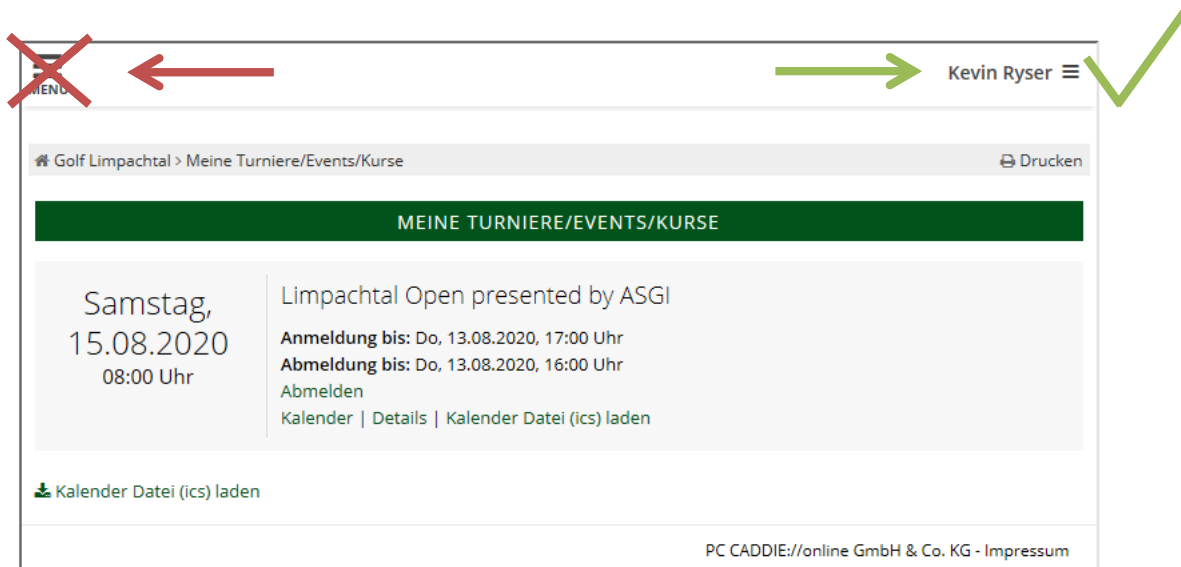 MENU
Kevin Ryser
Golf Limpachtal > Meine Turniere/Events/Kurse
Drucken
MEINE TURNIERE/EVENTS/KURSE
Samstag,
15.08.2020
08:00 Uhr
Limpachtal Open presented by ASGI
Anmeldung bis: Do, 13.08.2020, 17:00 Uhr
Abmeldung bis: Do, 13.08.2020, 16:00 Uhr
Abmelden
Kalender | Details | Kalender Datei (ics) laden
Kalender Datei (ics) laden
PC CADDIE://online GmbH & Co. KG - Impressum